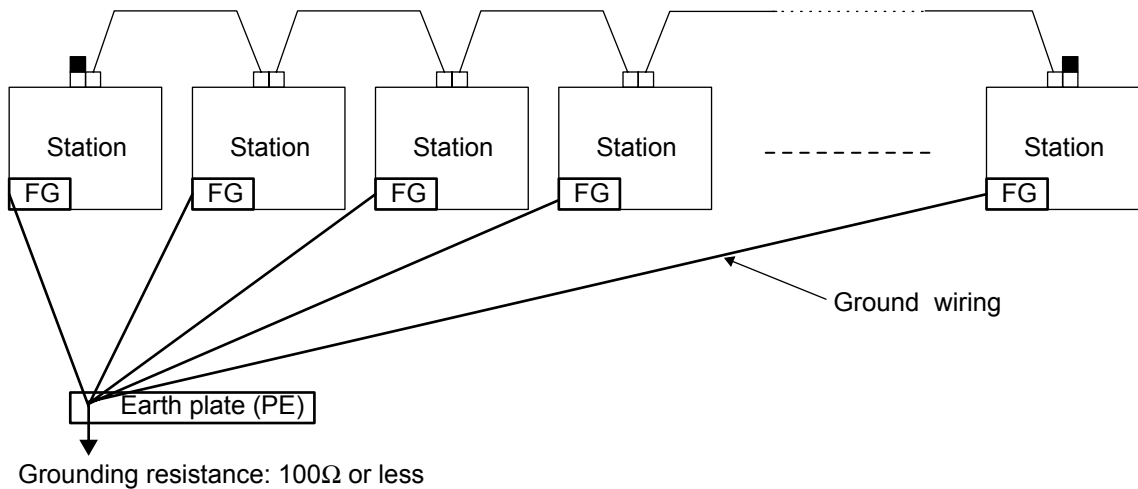 Station
Station
Station
Station
Station
FG
FG
FG
FG
FG
Ground wiring
Earth plate (PE)
Grounding resistance: 100Ω or less